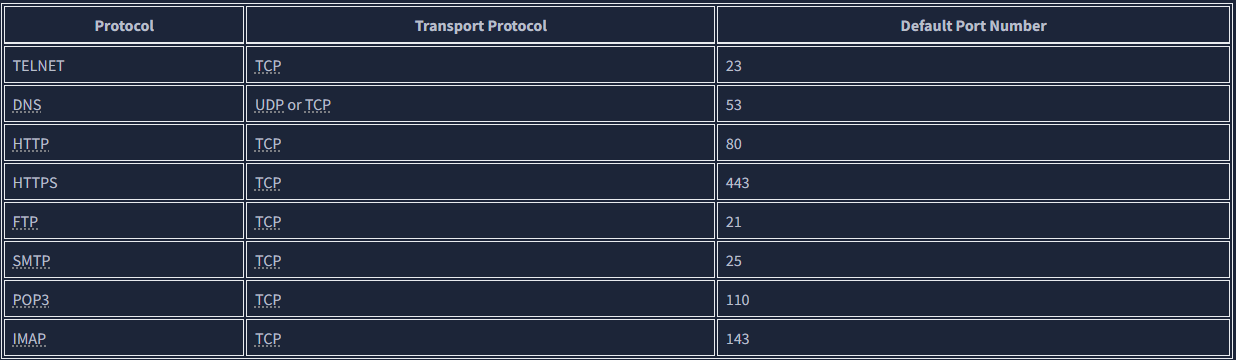 Protocol Transport Protocol Default Port Number
TELNET TCP 23
DNS UDP or TCP 53
HTTP TCP 80
HTTPS TCP 443
FTP TCP 21
SMTP TCP 25
POP3 TCP 110
IMAP TCP 143